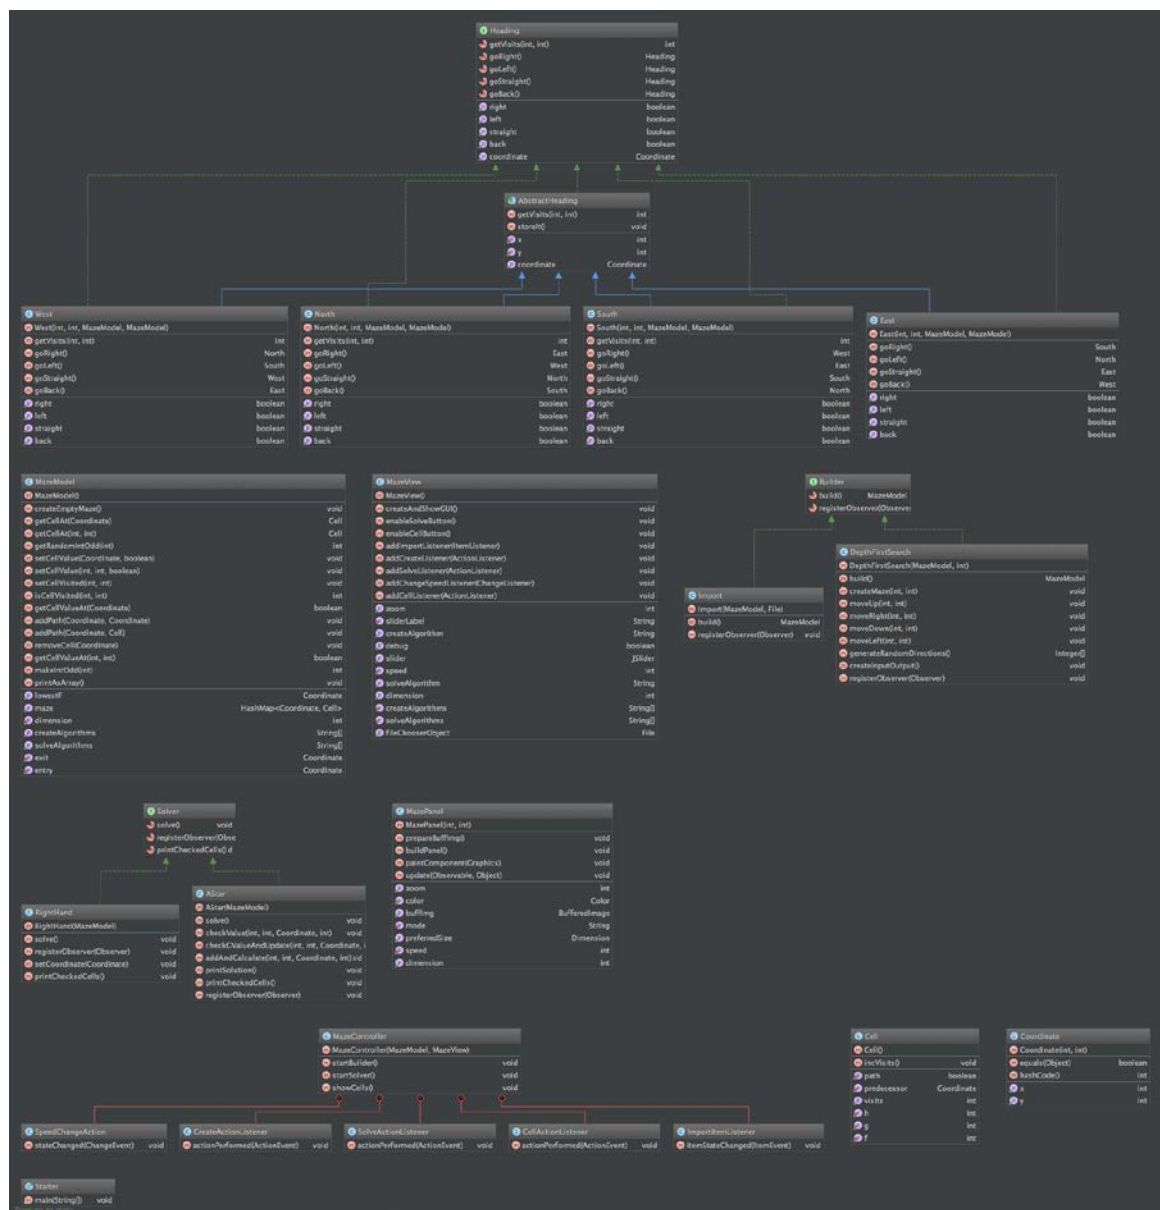 Heading
getVisits(int, int) int
goRight() Heading
goLeft() Heading
goStraight() Heading
goBack() Heading
right boolean
left boolean
straight boolean
back boolean
coordinate Coordinate
AbstractHeading
getVisits(int, int) int
storeIt() void
x int
y int
coordinate Coordinate
West
West(int, int, MazeModel, MazeModel)
getVisits(int, int) int
goRight() North
goLeft() South
goStraight() West
goBack() East
right boolean
left boolean
straight boolean
back boolean
North
North(int, int, MazeModel, MazeModel)
getVisits(int, int) int
goRight() East
goLeft() West
goStraight() North
goBack() South
right boolean
left boolean
straight boolean
back boolean
South
South(int, int, MazeModel, MazeModel)
getVisits(int, int) int
goRight() West
goLeft() East
goStraight() South
goBack() North
right boolean
left boolean
straight boolean
back boolean
East
East(int, int, MazeModel, MazeModel)
goRight() South
goLeft() North
goStraight() East
goBack() West
right boolean
left boolean
straight boolean
back boolean
MazeModel
MazeModel()
createEmptyMaze() void
getCellAt(Coordinate) Cell
getCellAt(int, int) Cell
getRandomIntOdd(int) int
setCellValue(Coordinate, boolean) void
setCellValue(int, int, boolean) void
setCellVisited(int, int) void
isCellVisited(int, int) int
getCellValueAt(Coordinate) boolean
addPath(Coordinate, Coordinate) void
addPath(Coordinate, Cell) void
removeCell(Coordinate) void
getCellValueAt(int, int) boolean
makeIntOdd(int) int
printAsArray() void
lowestF Coordinate
maze HashMap<Coordinate, Cell>
dimension int
createAlgorithms String[]
solveAlgorithms String[]
exit Coordinate
entry Coordinate
MazeView
MazeView()
createAndShowGUI() void
enableSolveButton() void
enableCellButton() void
addImportListener(ItemListener) void
addCreateListener(ActionListener) void
addSolveListener(ActionListener) void
addChangeSpeedListener(ChangeListener) void
addCellListener(ActionListener) void
zoom int
sliderLabel String
createAlgorithm String
debug boolean
slider JSlider
speed int
solveAlgorithm String
dimension int
createAlgorithms String[]
solveAlgorithms String[]
fileChooserObject File
Builder
build() MazeModel
registerObserver(Observer
Import
Import(MazeModel, File)
build() MazeModel
registerObserver(Observer) void
DepthFirstSearch
DepthFirstSearch(MazeModel, int)
build() MazeModel
createMaze(int, int) void
moveUp(int, int) void
moveRight(int, int) void
moveDown(int, int) void
moveLeft(int, int) void
generateRandomDirections() Integer[]
createInputOutput() void
registerObserver(Observer) void
Solver
solve() void
registerObserver(Obse
printCheckedCells() d
RightHand
RightHand(MazeModel)
solve() void
registerObserver(Observer) void
setCoordinate(Coordinate) void
printCheckedCells() void
AStar
AStar(MazeModel)
solve() void
checkValue(int, int, Coordinate, int) void
checkCValueAndUpdate(int, int, Coordinate, i
addAndCalculate(int, int, Coordinate, int) id
printSolution() void
printCheckedCells() void
registerObserver(Observer) void
MazePanel
MazePanel(int, int)
prepareBuffImg() void
buildPanel() void
paintComponent(Graphics) void
update(Observable, Object) void
zoom int
color Color
buffImg BufferedImage
mode String
preferredSize Dimension
speed int
dimension int
MazeController
MazeController(MazeModel, MazeView)
startBuilder() void
startSolver() void
showCells() void
Cell
Cell()
incVisits() void
path boolean
predecessor Coordinate
visits int
h int
g int
f int
Coordinate
Coordinate(int, int)
equals(Object) boolean
hashCode() int
x int
y int
SpeedChangeAction
stateChanged(ChangeEvent) void
CreateActionListener
actionPerformed(ActionEvent) void
SolveActionListener
actionPerformed(ActionEvent) void
CellActionListener
actionPerformed(ActionEvent) void
ImportItemListener
itemStateChanged(ItemEvent) void
Starter
main(String[]) void